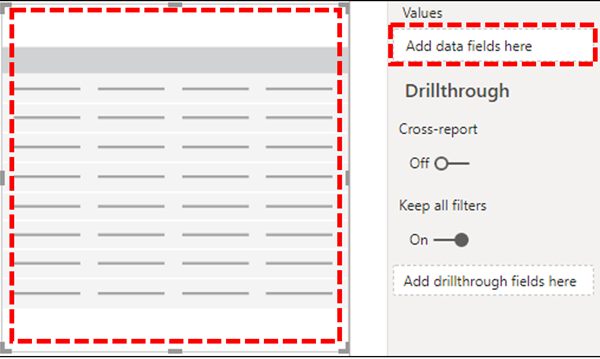 Values
Add data fields here
Drillthrough
Cross-report
Off
Keep all filters
On
Add drillthrough fields here